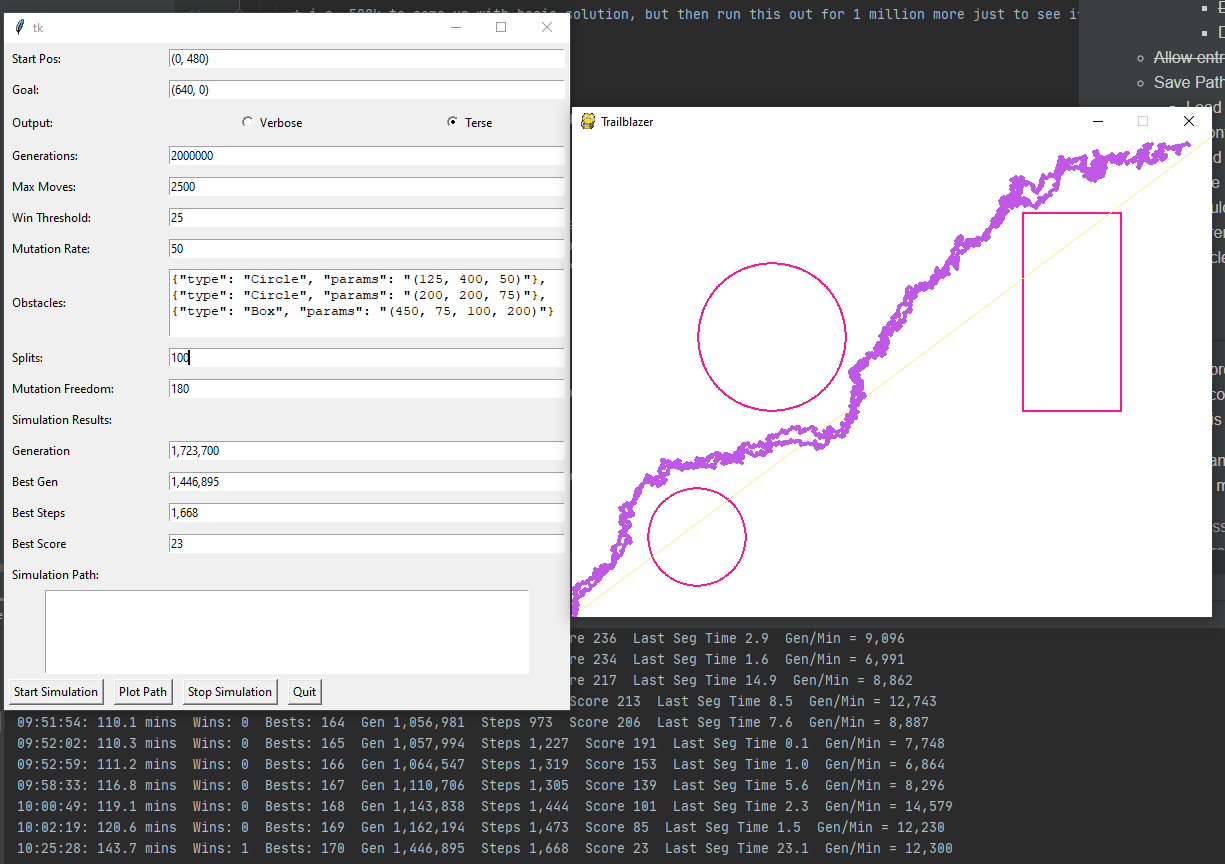 t i.e. 500k to come up with basic solution, but then run this out for 1 million more just to see i
tk
Start Pos: (0, 480)
Goal: (640, 0)
Output: Verbose Terse
Generations: 2000000
Max Moves: 2500
Win Threshold: 25
Mutation Rate: 50
Obstacles:
{"type": "Circle", "params": "(125, 400, 50)"},
{"type": "Circle", "params": "(200, 200, 75)"},
{"type": "Box", "params": "(450, 75, 100, 200)"}
Splits: 100
Mutation Freedom: 180
Simulation Results:
Generation 1,723,700
Best Gen 1,446,895
Best Steps 1,668
Best Score 23
Simulation Path:
Start Simulation Plot Path Stop Simulation Quit
Allow entr
Save Path
Load
Trailblazer
re 236 Last Seg Time 2.9 Gen/Min = 9,096
re 234 Last Seg Time 1.6 Gen/Min = 6,991
re 217 Last Seg Time 14.9 Gen/Min = 8,862
Score 213 Last Seg Time 8.5 Gen/Min = 12,743
09:51:54: 110.1 mins Wins: 0 Bests: 164 Gen 1,056,981 Steps 973 Score 206 Last Seg Time 7.6 Gen/Min = 8,887
09:52:02: 110.3 mins Wins: 0 Bests: 165 Gen 1,057,994 Steps 1,227 Score 191 Last Seg Time 0.1 Gen/Min = 7,748
09:52:59: 111.2 mins Wins: 0 Bests: 166 Gen 1,064,547 Steps 1,319 Score 153 Last Seg Time 1.0 Gen/Min = 6,864
09:58:33: 116.8 mins Wins: 0 Bests: 167 Gen 1,110,706 Steps 1,305 Score 139 Last Seg Time 5.6 Gen/Min = 8,296
10:00:49: 119.1 mins Wins: 0 Bests: 168 Gen 1,143,838 Steps 1,444 Score 101 Last Seg Time 2.3 Gen/Min = 14,579
10:02:19: 120.6 mins Wins: 0 Bests: 169 Gen 1,162,194 Steps 1,473 Score 85 Last Seg Time 1.5 Gen/Min = 12,230
10:25:28: 143.7 mins Wins: 1 Bests: 170 Gen 1,446,895 Steps 1,668 Score 23 Last Seg Time 23.1 Gen/Min = 12,300